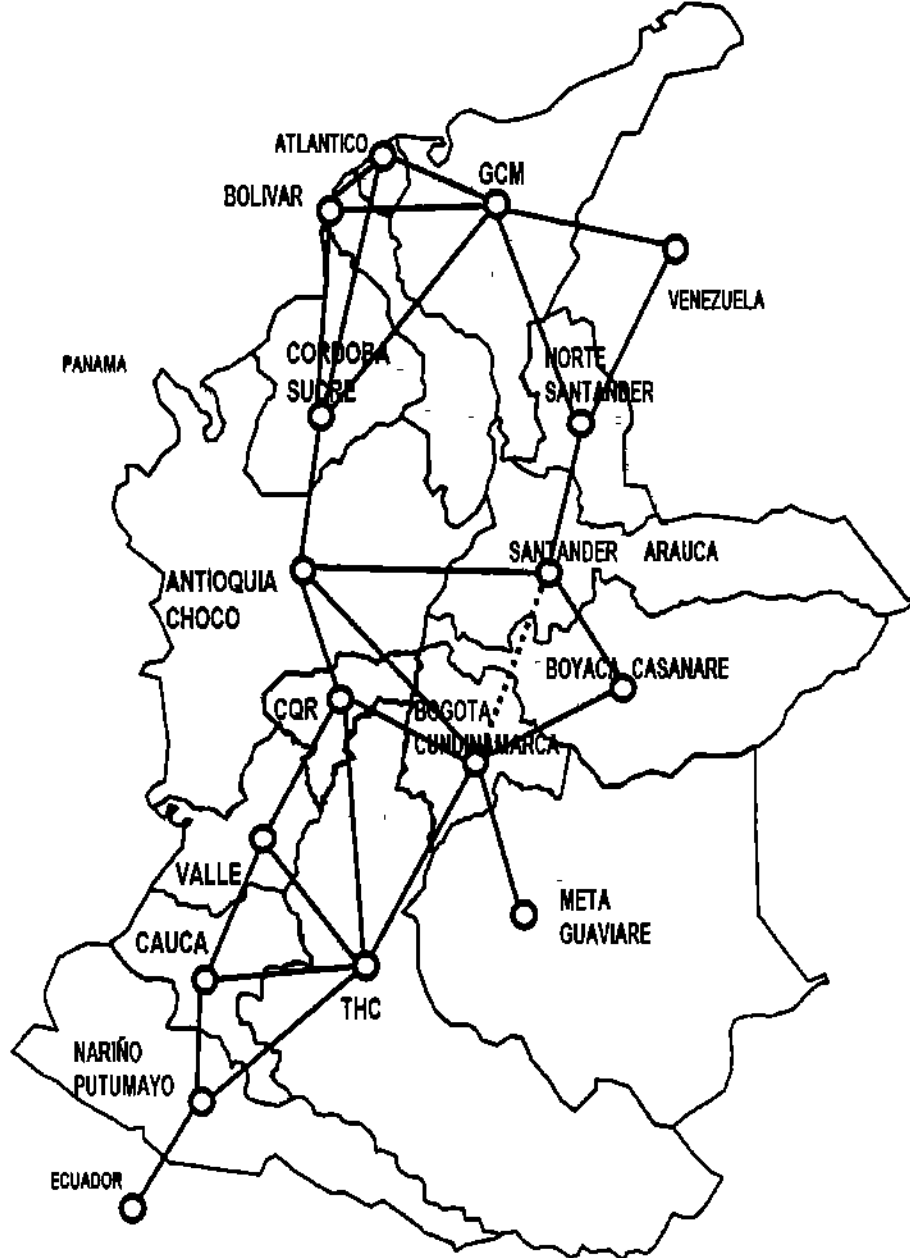 ATLANTICO
GCM
BOLIVAR
VENEZUELA
CORDOBA
SUCRE
NORTE
SANTANDER
PANAMA
SANTANDER
ARAUCA
ANTIOQUIA
CHOCO
BOYACA CASANARE
CQR
BOGOTA
CUNDINAMARCA
VALLE
META
GUAVIARE
CAUCA
THC
NARIÑO
PUTUMAYO
ECUADOR